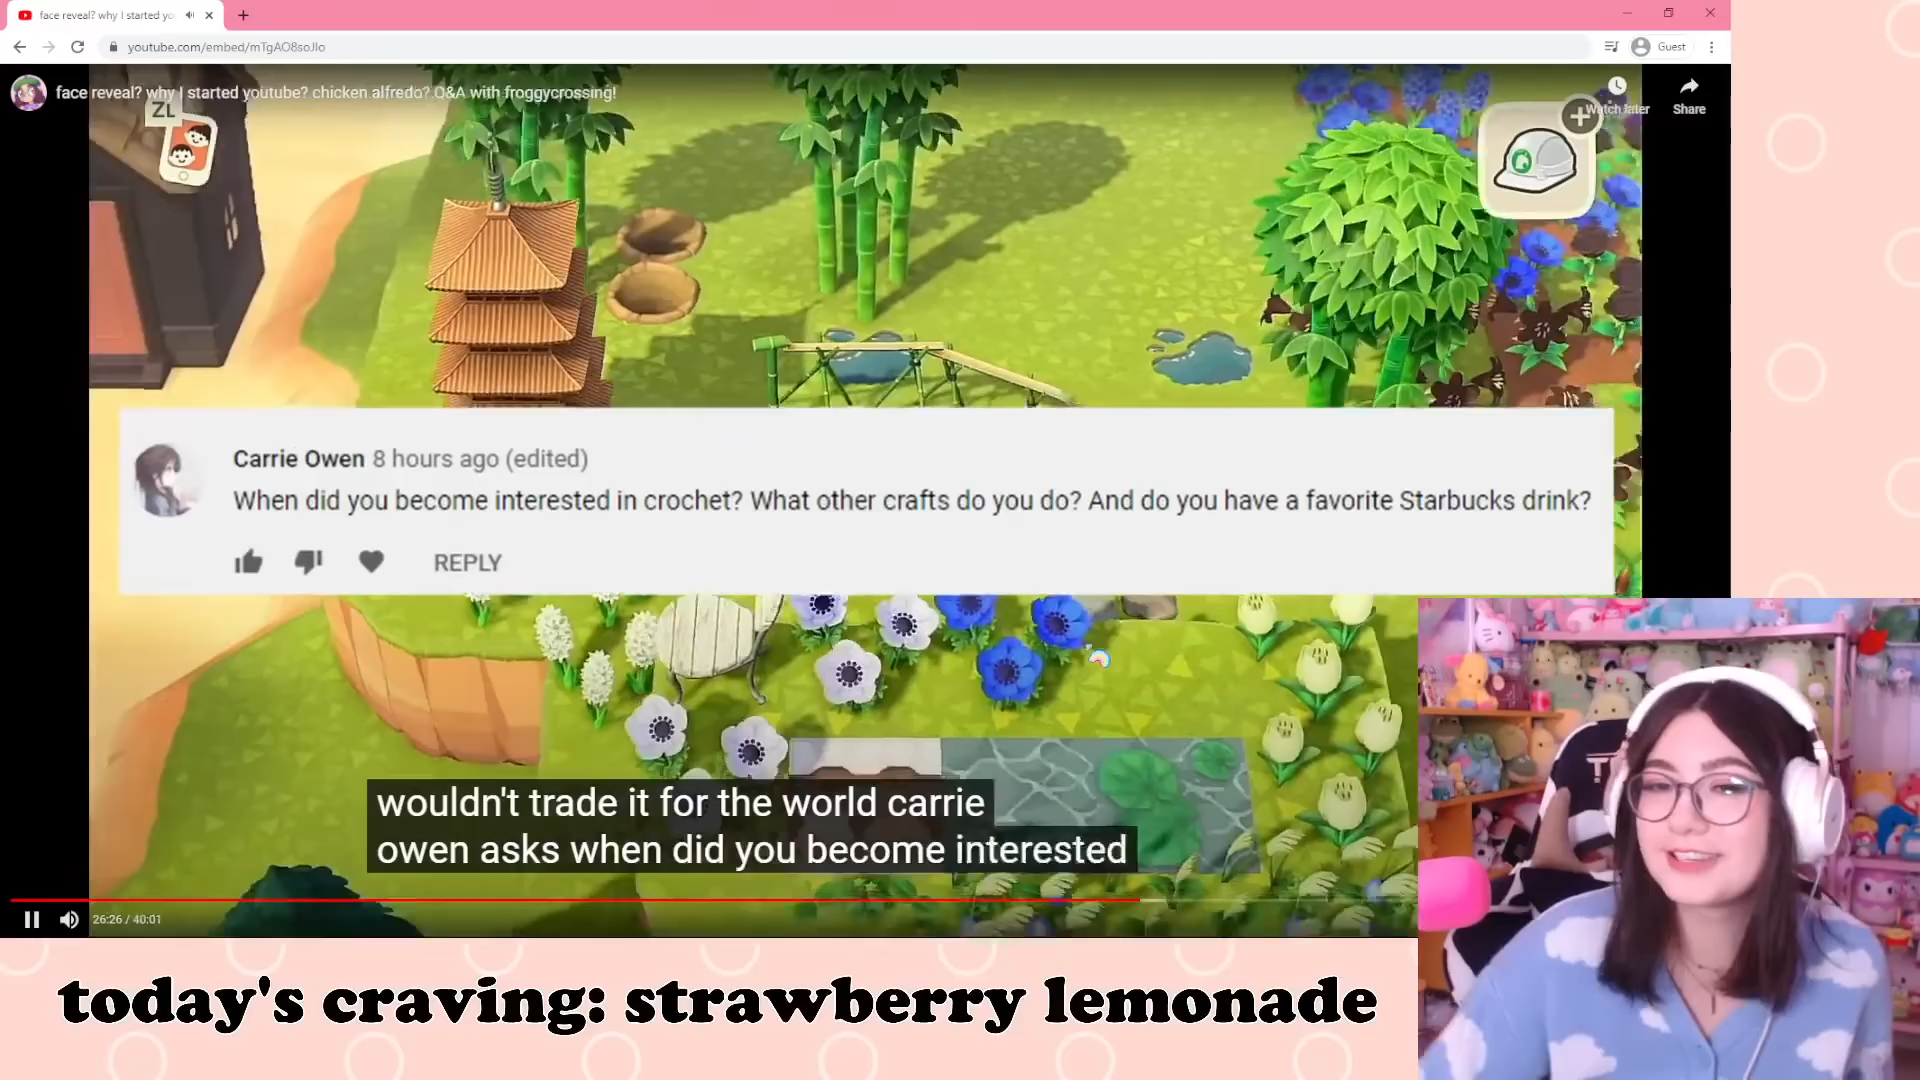 face reveal? why I started yo
youtube.com/embed/mTgAO8soJIo
Guest
face reveal? why I started youtube? chicken alfredo? Q&A with froggycrossing!
Watch later
Share
ZL
Carrie Owen 8 hours ago (edited)
When did you become interested in crochet? What other crafts do you do? And do you have a favorite Starbucks drink?
REPLY
wouldn't trade it for the world carrie
owen asks when did you become interested
26:26 / 40:01
today's craving: strawberry lemonade